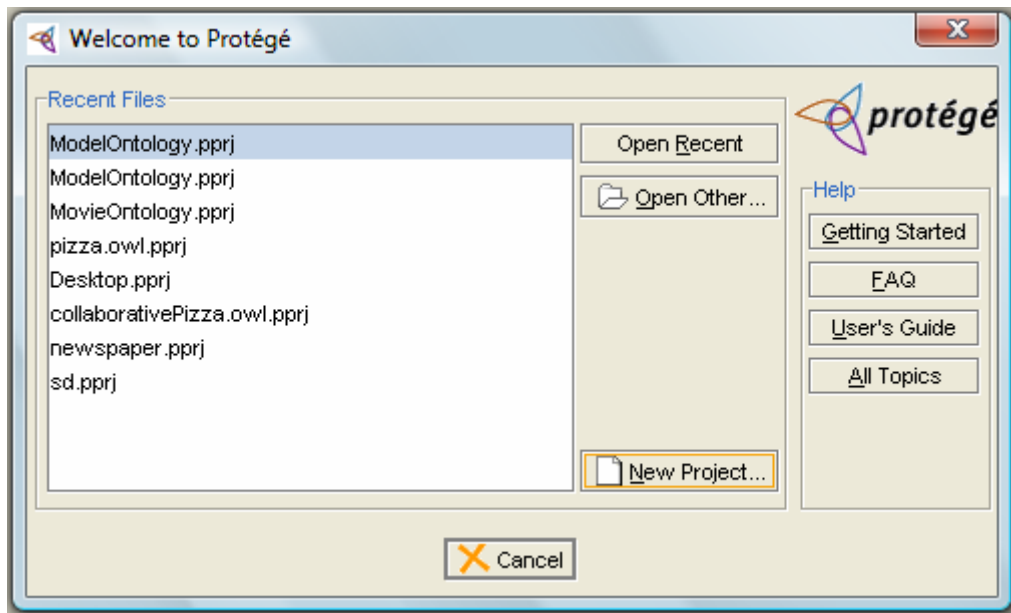 Welcome to Protégé
Recent Files
ModelOntology.pprj
ModelOntology.pprj
MovieOntology.pprj
pizza.owl.pprj
Desktop.pprj
collaborativePizza.owl.pprj
newspaper.pprj
sd.pprj
Open Recent
Open Other...
New Project...
protégé
Help
Getting Started
FAQ
User's Guide
All Topics
Cancel